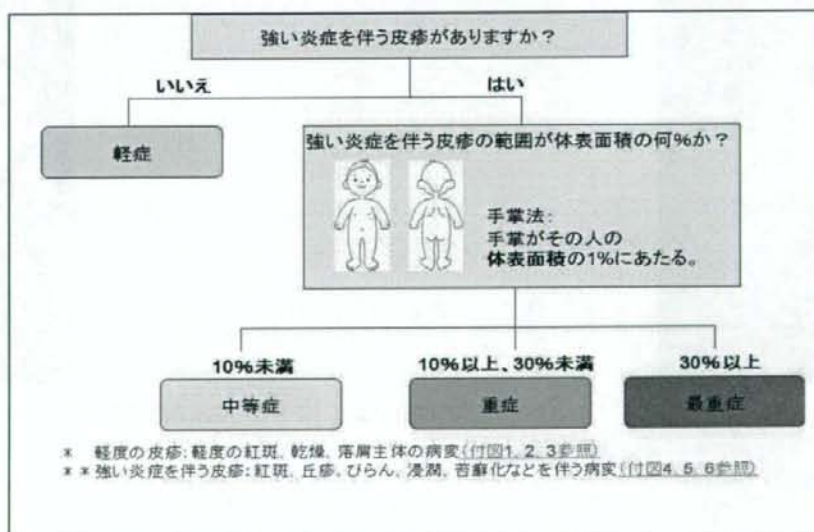 強い炎症を伴う皮疹がありますか？
いいえ
はい
軽症
強い炎症を伴う皮疹の範囲が体表面積の何％か？
手掌法：
手掌がその人の
体表面積の1％にあたる。
10％未満
10％以上、30％未満
30％以上
中等症
重症
最重症
* 軽度の皮疹：軽度の紅斑、乾燥、落屑主体の病変(付図1, 2, 3参照)
**強い炎症を伴う皮疹：紅斑、丘疹、びらん、浸潤、苔癬化などを伴う病変(付図4, 5, 6参照)